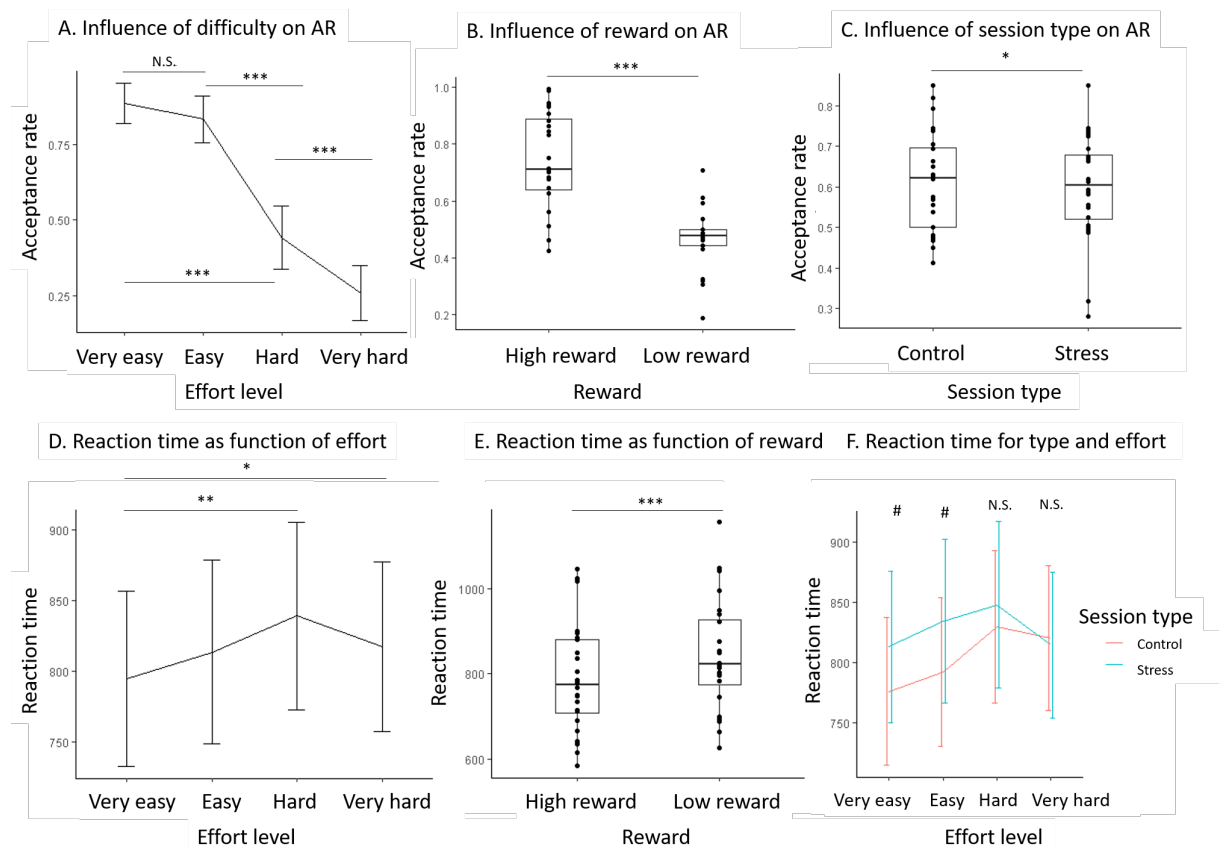 A. Influence of difficulty on AR
N.S.
***
***
***
Acceptance rate
0.75
0.50
0.25
Very easy Easy Hard Very hard
Effort level
B. Influence of reward on AR
***
Acceptance rate
1.0
0.8
0.6
0.4
0.2
High reward Low reward
Reward
C. Influence of session type on AR
*
Acceptance rate
0.8
0.7
0.6
0.5
0.4
0.3
Control Stress
Session type
D. Reaction time as function of effort
*
**
Reaction time
900
850
800
750
Very easy Easy Hard Very hard
Effort level
E. Reaction time as function of reward
***
Reaction time
1000
800
600
High reward Low reward
Reward
F. Reaction time for type and effort
# # N.S. N.S.
Reaction time
900
850
800
750
Very easy Easy Hard Very hard
Effort level
Session type
Control
Stress